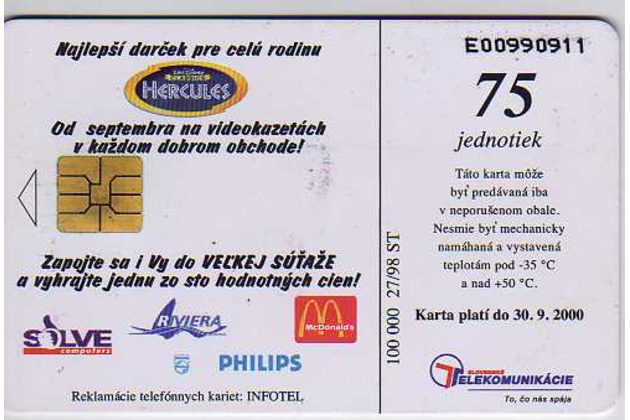 Najlepší darček pre celú rodinu
WALT DISNEY
HERCULES
Od septembra na videokazetách
v každom dobrom obchode!
Zapojte sa i Vy do VEĽKEJ SÚŤAŽE
a vyhrajte jednu zo sto hodnotných cien!
SOLVE
computers
RIVIERA
McDonald's
PHILIPS
Reklamácie telefónnych kariet: INFOTEL
100 000 27/98 ST
E00990911
75
jednotiek
Táto karta môže
byť predávaná iba
v neporušenom obale.
Nesmie byť mechanicky
namáhaná a vystavená
teplotám pod -35 °C
a nad +50 °C.
Karta platí do 30. 9. 2000
SLOVENSKÉ
TELEKOMUNIKÁCIE
To, čo nás spája